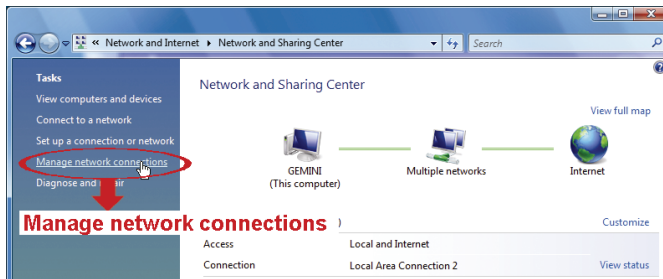 « Network and Internet ▸ Network and Sharing Center
Search
Tasks
View computers and devices
Connect to a network
Set up a connection or network
Manage network connections
Diagnose and
Network and Sharing Center
View full map
GEMINI
(This computer)
Multiple networks
Internet
Manage network connections
)
Customize
Access
Local and Internet
Connection
Local Area Connection 2
View status